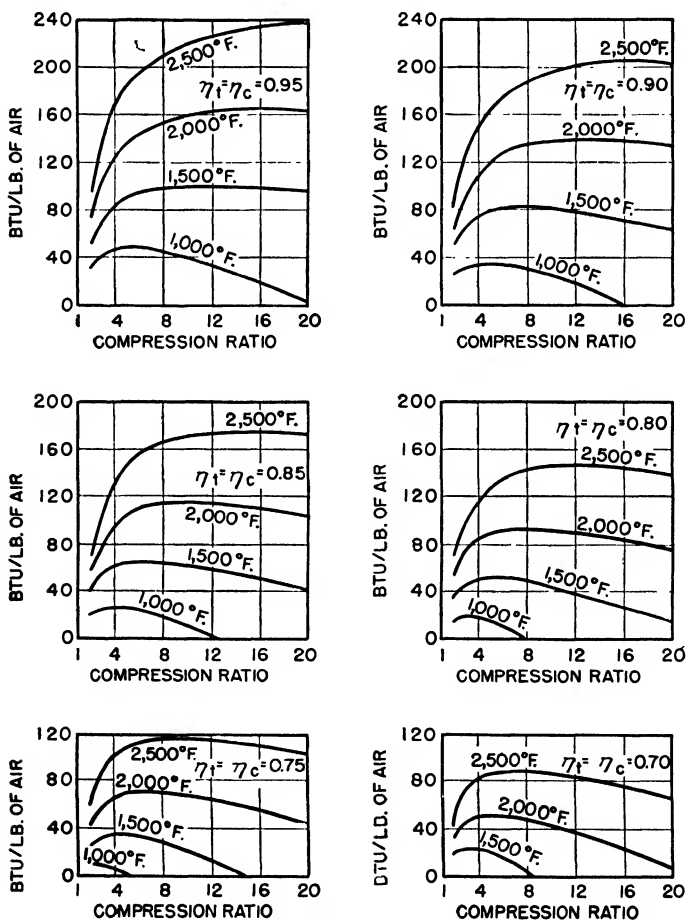 240
200
160
120
80
40
0
BTU/LB. OF AIR
2,500°F.
ηt=ηc=0.95
2,000°F.
1,500°F.
1,000°F.
1 4 8 12 16 20
COMPRESSION RATIO
240
200
160
120
80
40
0
BTU/LB. OF AIR
2,500°F.
ηt=ηc=0.90
2,000°F.
1,500°F.
1,000°F.
1 4 8 12 16 20
COMPRESSION RATIO
200
160
120
80
40
0
BTU/LB. OF AIR
2,500°F.
ηt=ηc=0.85
2,000°F.
1,500°F.
1,000°F.
1 4 8 12 16 20
COMPRESSION RATIO
200
160
120
80
40
0
BTU/LB. OF AIR
ηt=ηc=0.80
2,500°F.
2,000°F.
1,500°F.
1,000°F.
1 4 8 12 16 20
COMPRESSION RATIO
120
80
40
0
BTU/LB. OF AIR
2,500°F.
ηt= ηc=0.75
2,000°F.
1,500°F.
1,000°F.
1 4 8 12 16 20
COMPRESSION RATIO
120
80
40
0
BTU/LB. OF AIR
2,500°F.
ηt= ηc=0.70
2,000°F.
1,500°F.
1 4 8 12 16 20
COMPRESSION RATIO